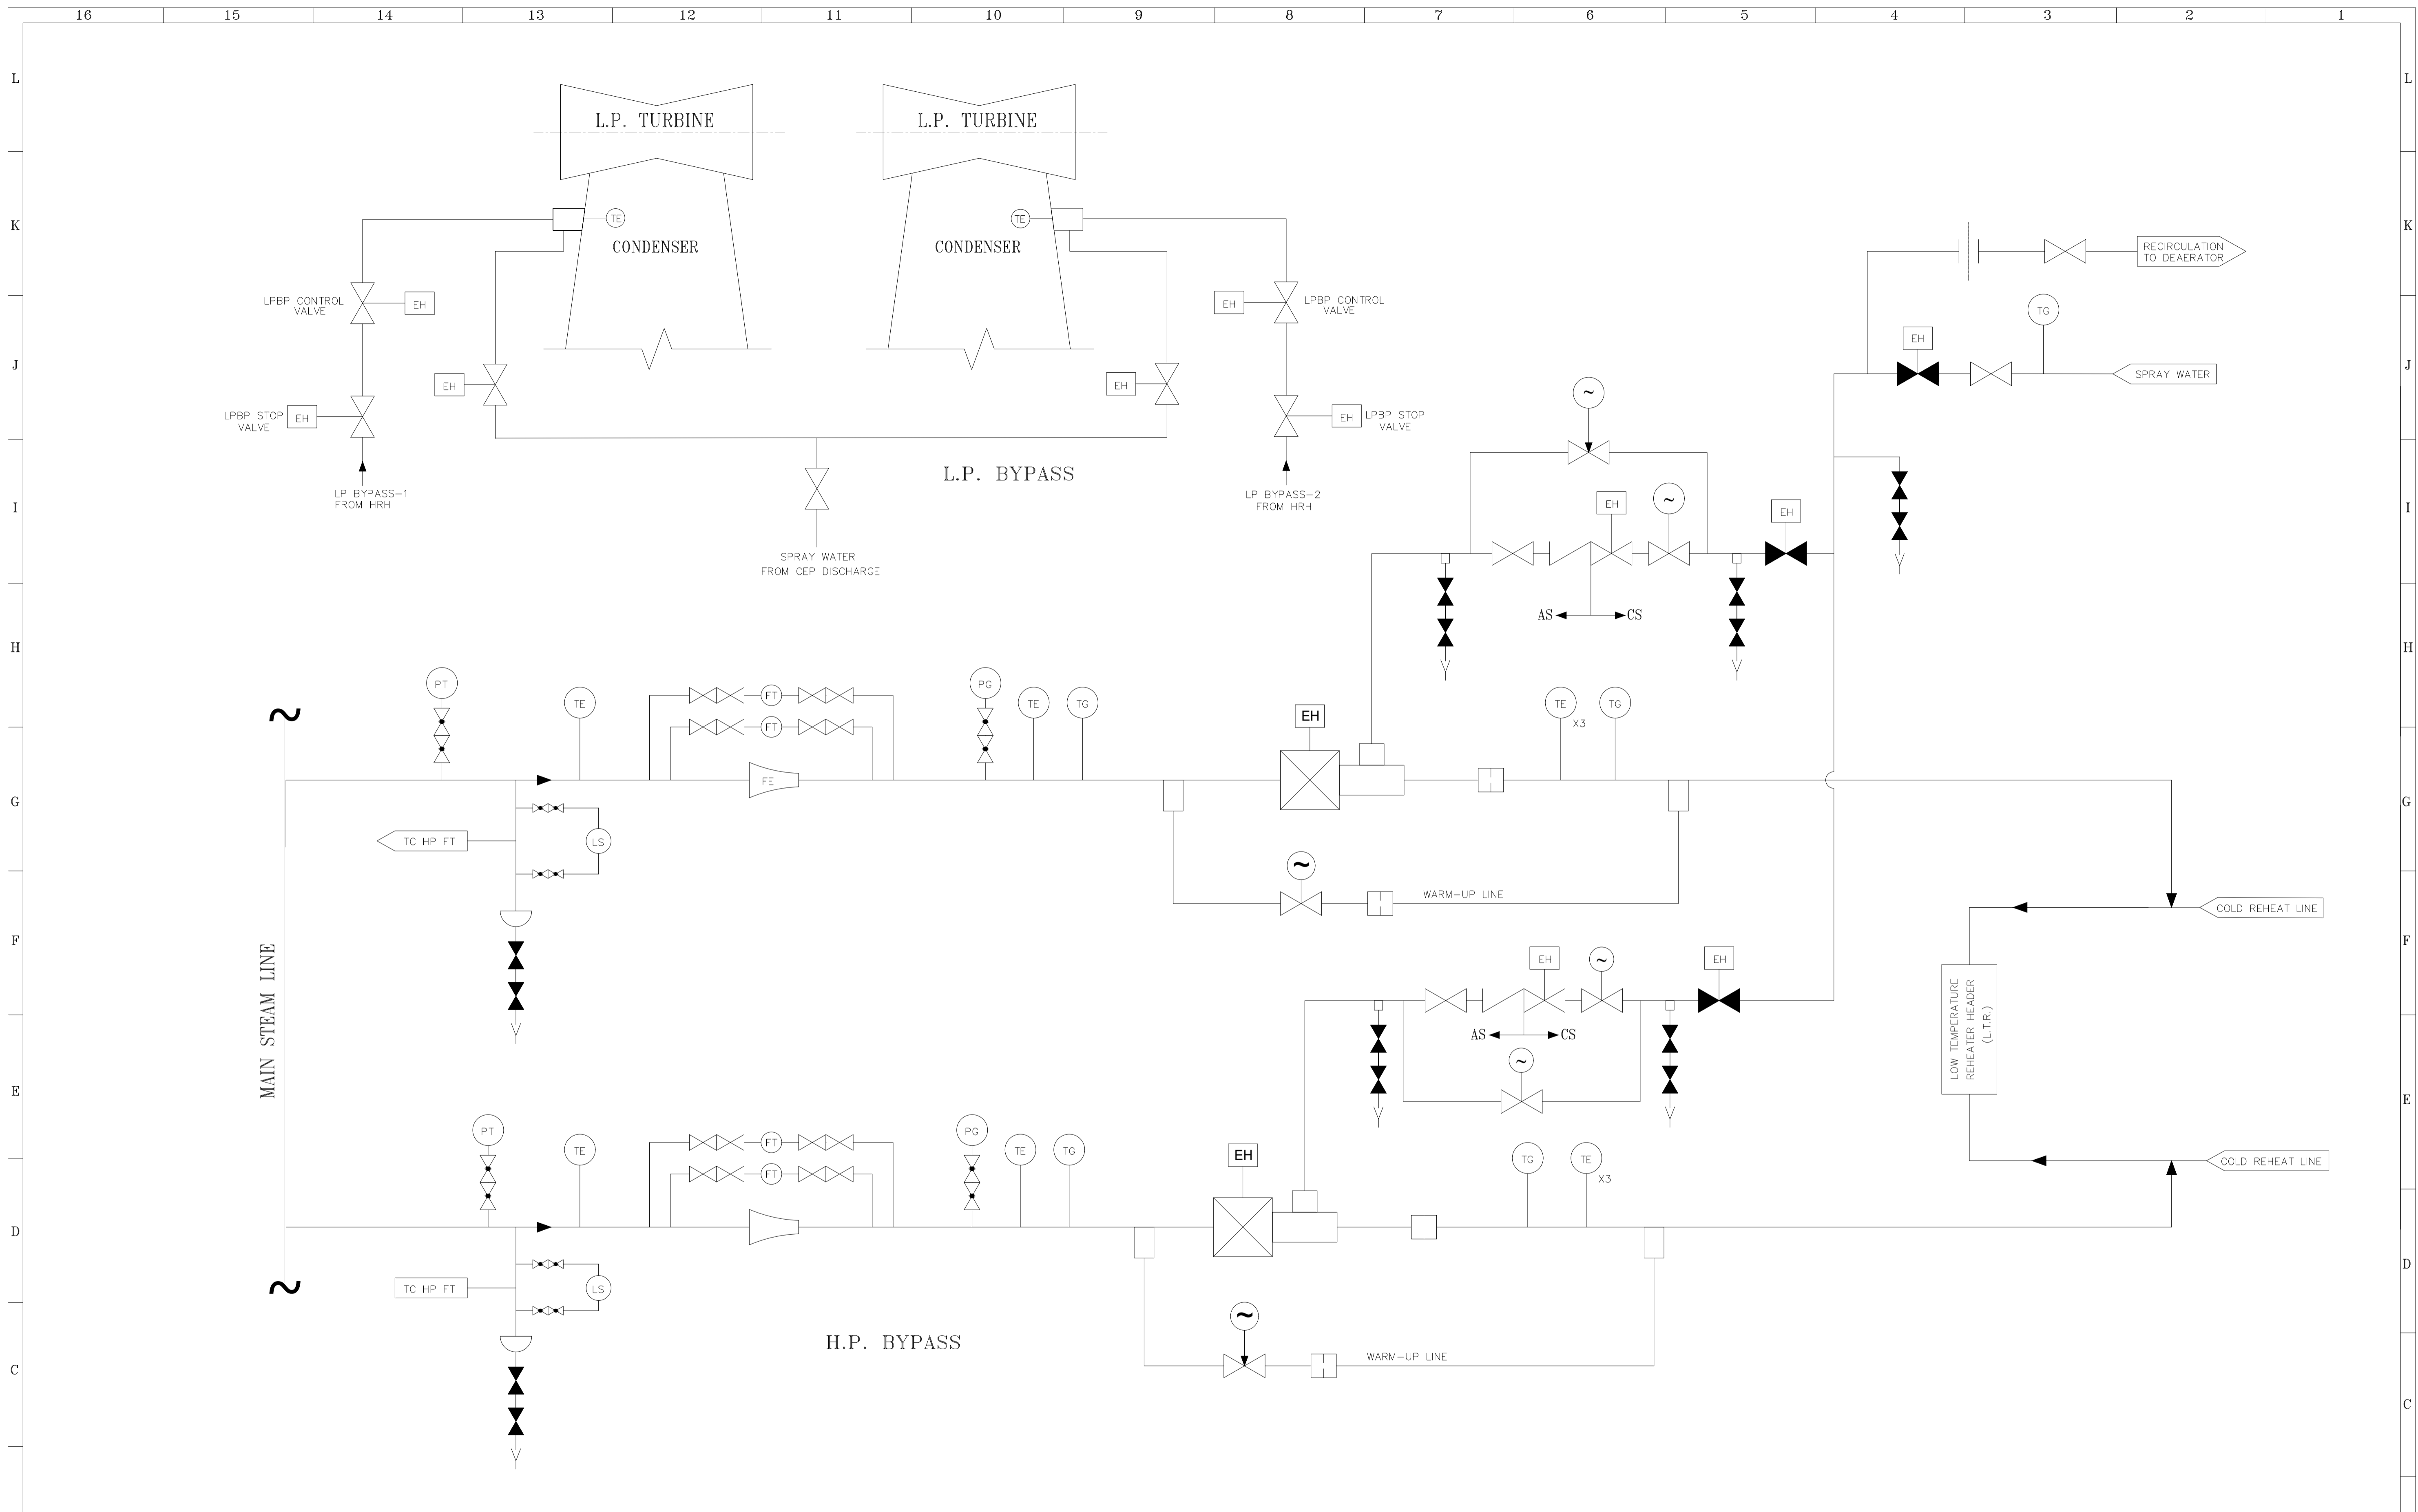 16 15 14 13 12 11 10 9 8 7 6 5 4 3 2 1
L
L
L.P. TURBINE
L.P. TURBINE
K
K
TE
TE
CONDENSER
CONDENSER
RECIRCULATION
TO DEAERATOR
LPBP CONTROL
VALVE
EH
EH
LPBP CONTROL
VALVE
TG
EH
J
J
SPRAY WATER
EH
EH
LPBP STOP
VALVE
EH
EH
LPBP STOP
VALVE
~
L.P. BYPASS
LP BYPASS-1
FROM HRH
LP BYPASS-2
FROM HRH
EH
~
EH
I
I
SPRAY WATER
FROM CEP DISCHARGE
AS
CS
H
H
PT
TE
FT
FT
PG
TE
TG
EH
TE
X3
TG
~
FE
G
G
TC HP FT
LS
~
WARM-UP LINE
COLD REHEAT LINE
F
F
MAIN STEAM LINE
EH
~
EH
LOW TEMPERATURE
REHEATER HEADER
(L.T.R.)
AS
CS
~
E
E
PT
TE
FT
FT
PG
TE
TG
EH
TG
TE
X3
COLD REHEAT LINE
D
D
~
TC HP FT
LS
~
H.P. BYPASS
WARM-UP LINE
C
C